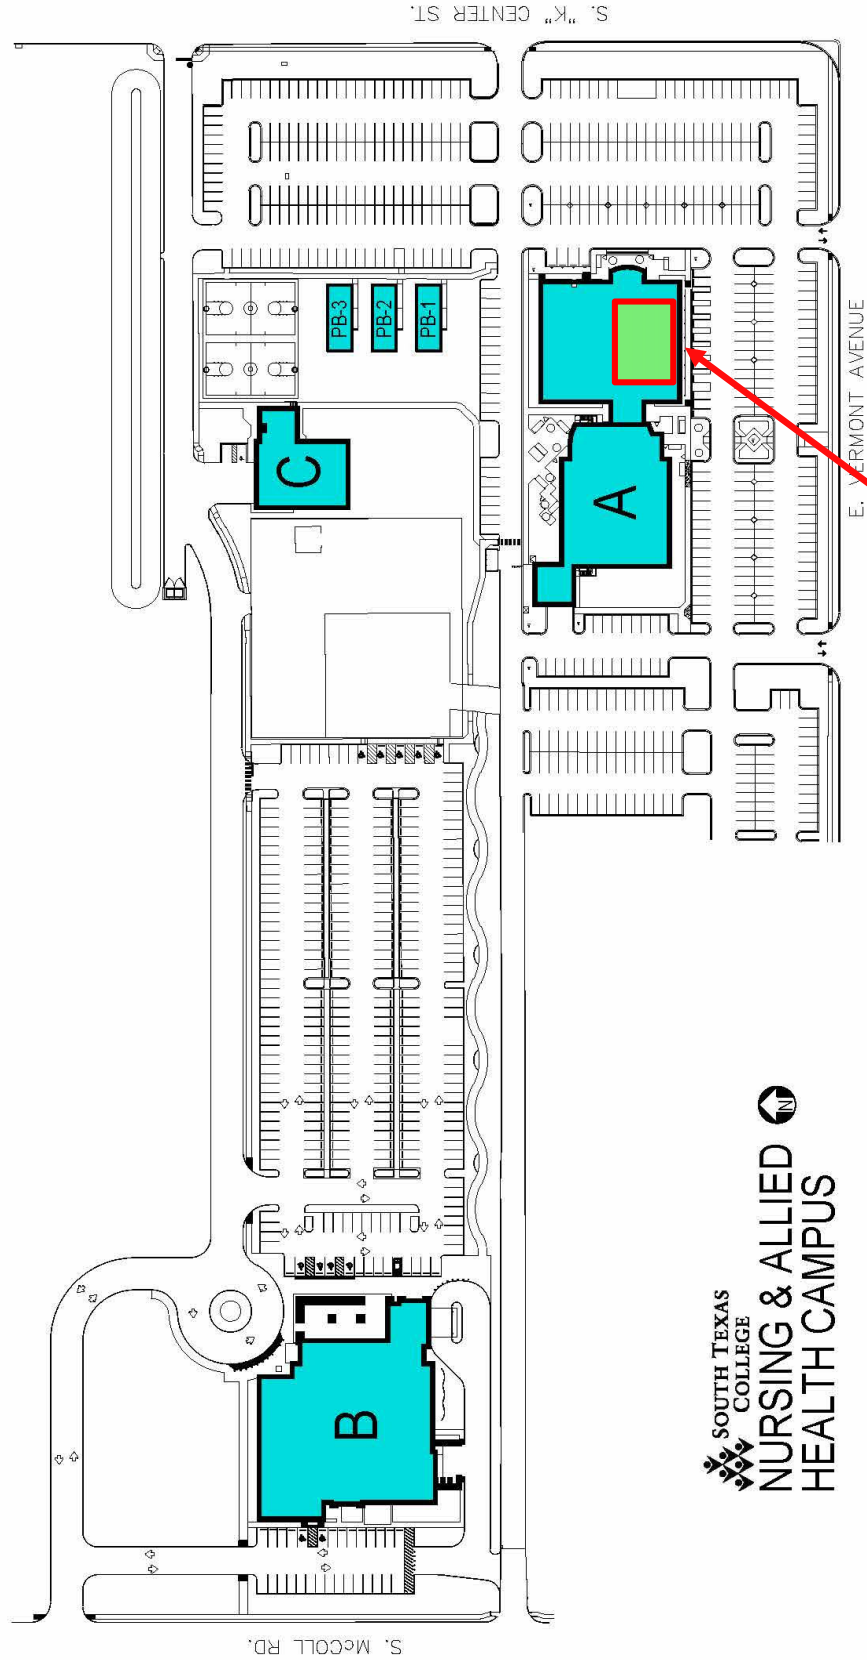 S. "K" CENTER ST.
PB-3
PB-2
PB-1
C
A
E. VERMONT AVENUE
B
SOUTH TEXAS
COLLEGE
NURSING & ALLIED
HEALTH CAMPUS
N
S. McCOLL RD.